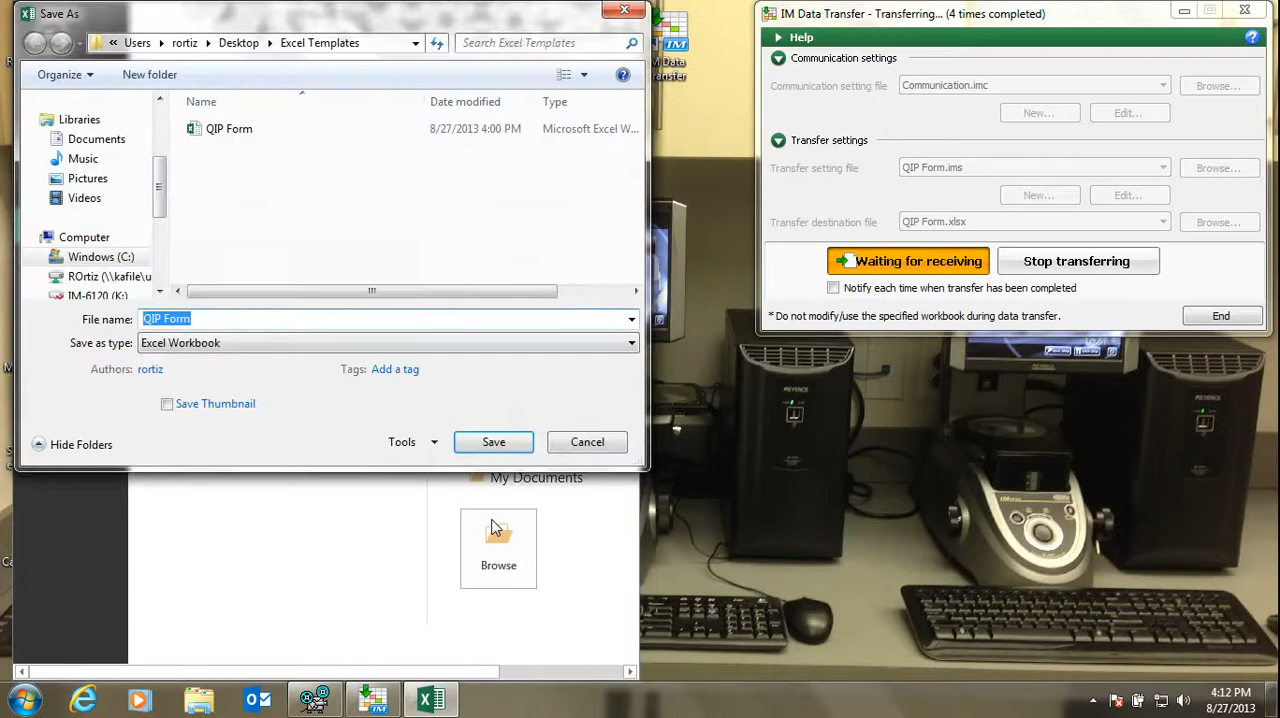 Save As
Users
rortiz
Desktop
Excel Templates
Search Excel Templates
Organize
New folder
Name
Date modified
Type
QIP Form
8/27/2013 4:00 PM
Microsoft Excel W...
Libraries
Documents
Music
Pictures
Videos
Computer
Windows (C:)
ROrtiz (\\kafile\u
IM-6120 (K:)
File name:
QIP Form
Save as type:
Excel Workbook
Authors:
rortiz
Tags:
Add a tag
Save Thumbnail
Hide Folders
Tools
Save
Cancel
My Documents
Browse
IM Data
Transfer
IM Data Transfer - Transferring... (4 times completed)
Help
Communication settings
Communication setting file
Communication.imc
Browse...
New...
Edit...
Transfer settings
Transfer setting file
QIP Form.ims
Browse...
New...
Edit...
Transfer destination file
QIP Form.xlsx
Browse...
Waiting for receiving
Stop transferring
Notify each time when transfer has been completed
* Do not modify/use the specified workbook during data transfer.
End
KEYENCE
KEYENCE
4:12 PM
8/27/2013